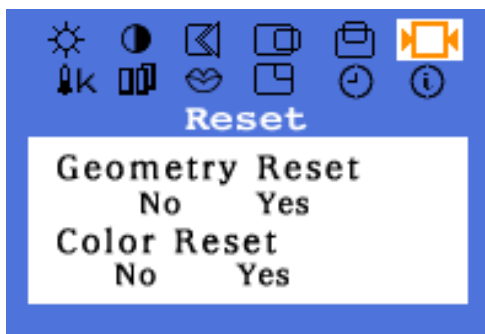 K
Reset
Geometry Reset
No Yes
Color Reset
No Yes